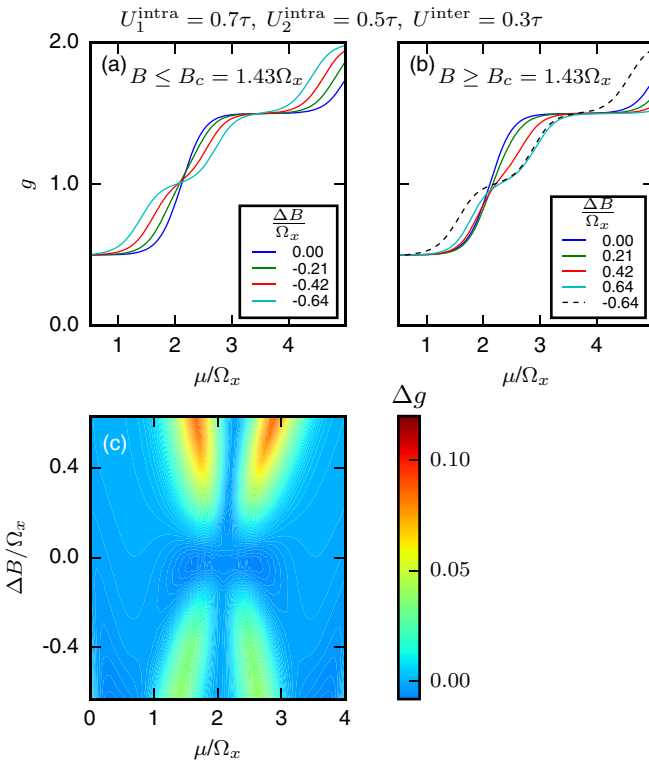 U₁^intra = 0.7τ, U₂^intra = 0.5τ, U^inter = 0.3τ
(a) B ≤ B_c = 1.43Ω_x
(b) B ≥ B_c = 1.43Ω_x
g
2.0
1.0
0.0
ΔB/Ω_x
0.00
-0.21
-0.42
-0.64
ΔB/Ω_x
0.00
0.21
0.42
0.64
-0.64
1 2 3 4
μ/Ω_x
1 2 3 4
μ/Ω_x
(c)
ΔB/Ω_x
0.4
0.0
-0.4
0 1 2 3 4
μ/Ω_x
Δg
0.10
0.05
0.00